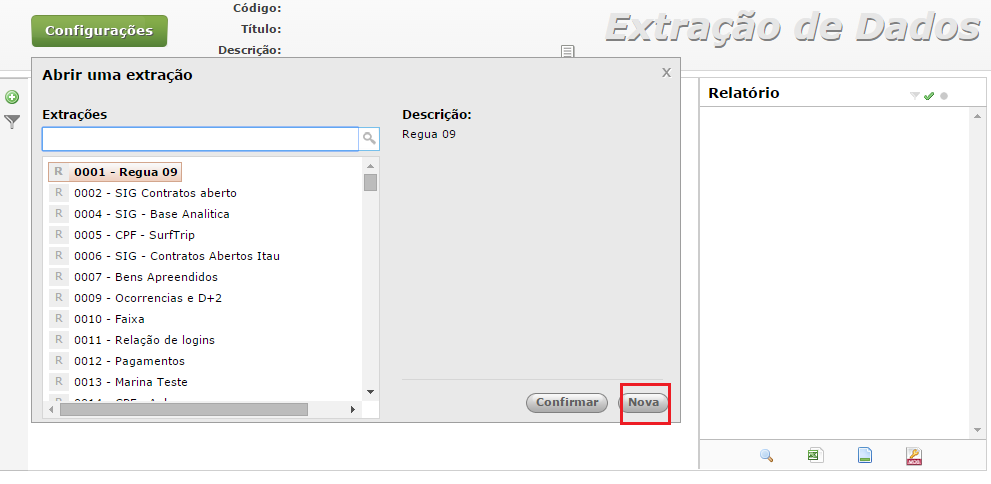 Código:
Configurações
Título:
Extração de Dados
Descrição:
Abrir uma extração
X
Relatório
Extrações
Descrição:
Regua 09
R 0001 - Regua 09
R 0002 - SIG Contratos aberto
R 0004 - SIG - Base Analitica
R 0005 - CPF - SurfTrip
R 0006 - SIG - Contratos Abertos Itau
R 0007 - Bens Apreendidos
R 0009 - Ocorrencias e D+2
R 0010 - Faixa
R 0011 - Relação de logins
R 0012 - Pagamentos
R 0013 - Marina Teste
Confirmar
Nova